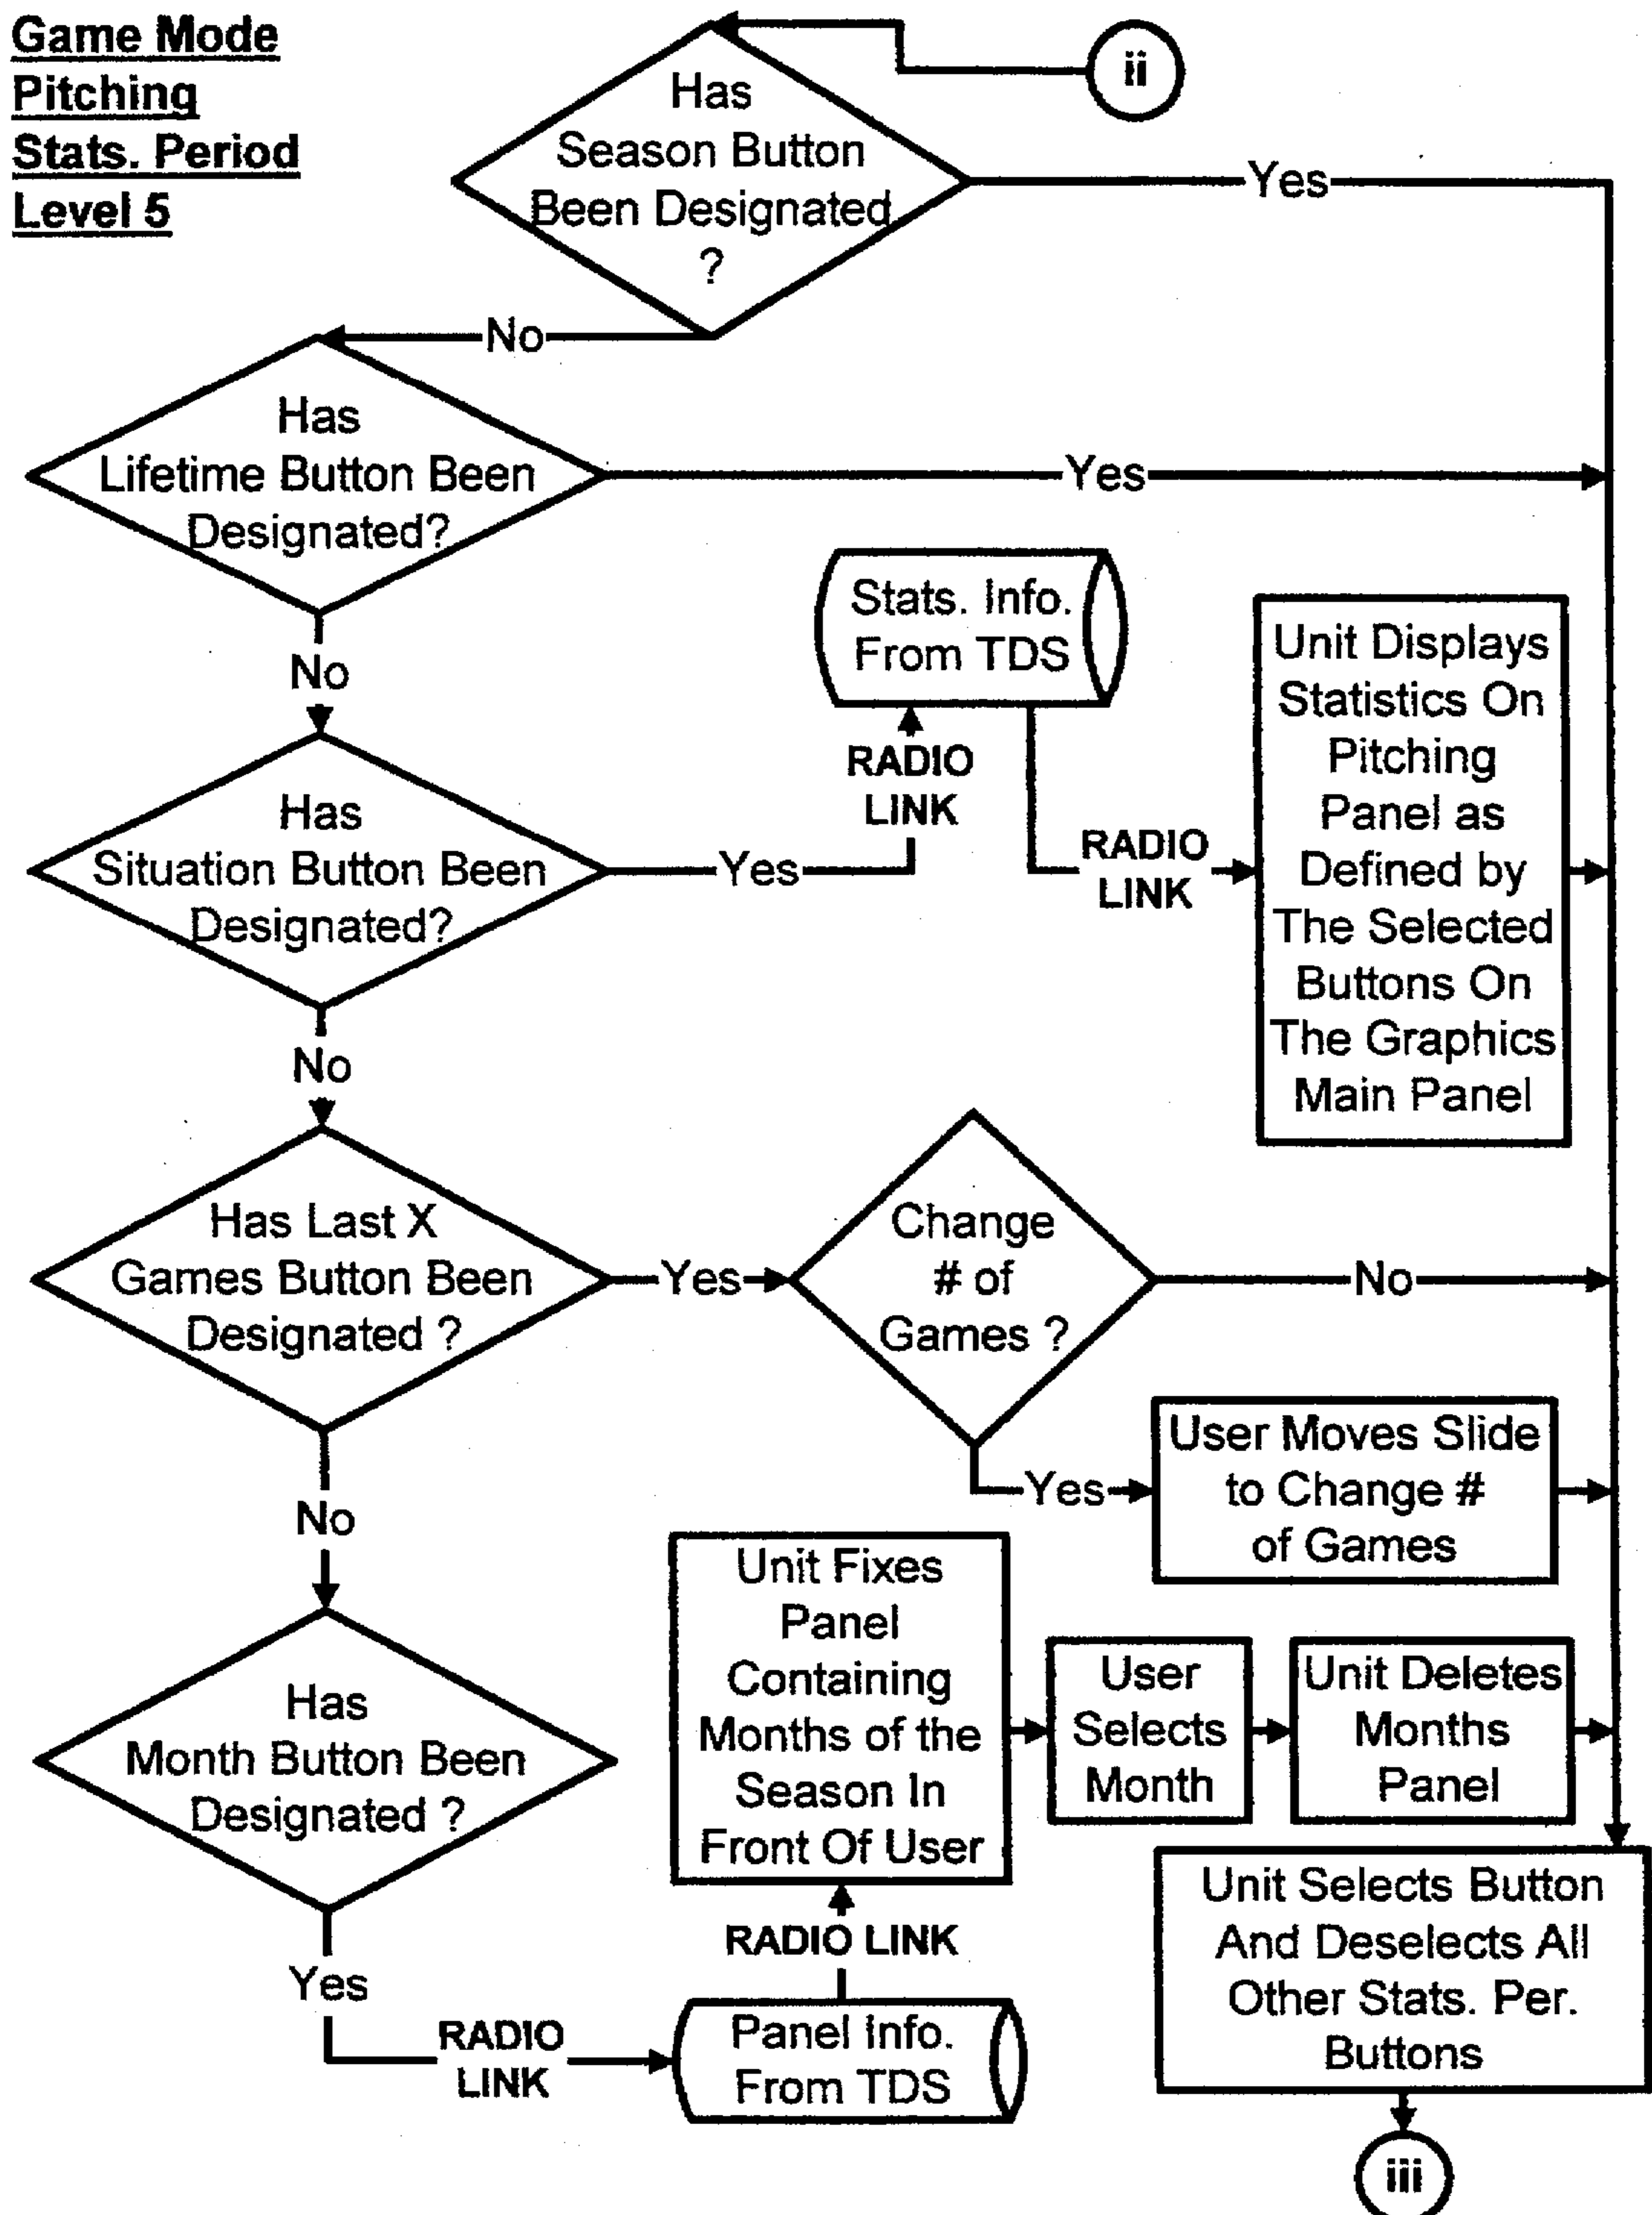 Game Mode
Pitching
Stats. Period
Level 5
ii
Has
Season Button
Been Designated
?
Yes
No
Has
Lifetime Button Been
Designated?
Yes
No
Stats. Info.
From TDS
RADIO
LINK
RADIO
LINK
Unit Displays
Statistics On
Pitching
Panel as
Defined by
The Selected
Buttons On
The Graphics
Main Panel
Has
Situation Button Been
Designated?
Yes
No
Has Last X
Games Button Been
Designated ?
Yes
Change
# of
Games ?
No
Yes
User Moves Slide
to Change #
of Games
No
Has
Month Button Been
Designated ?
Yes
RADIO
LINK
Panel Info.
From TDS
RADIO LINK
Unit Fixes
Panel
Containing
Months of the
Season In
Front Of User
User
Selects
Month
Unit Deletes
Months
Panel
Unit Selects Button
And Deselects All
Other Stats. Per.
Buttons
iii